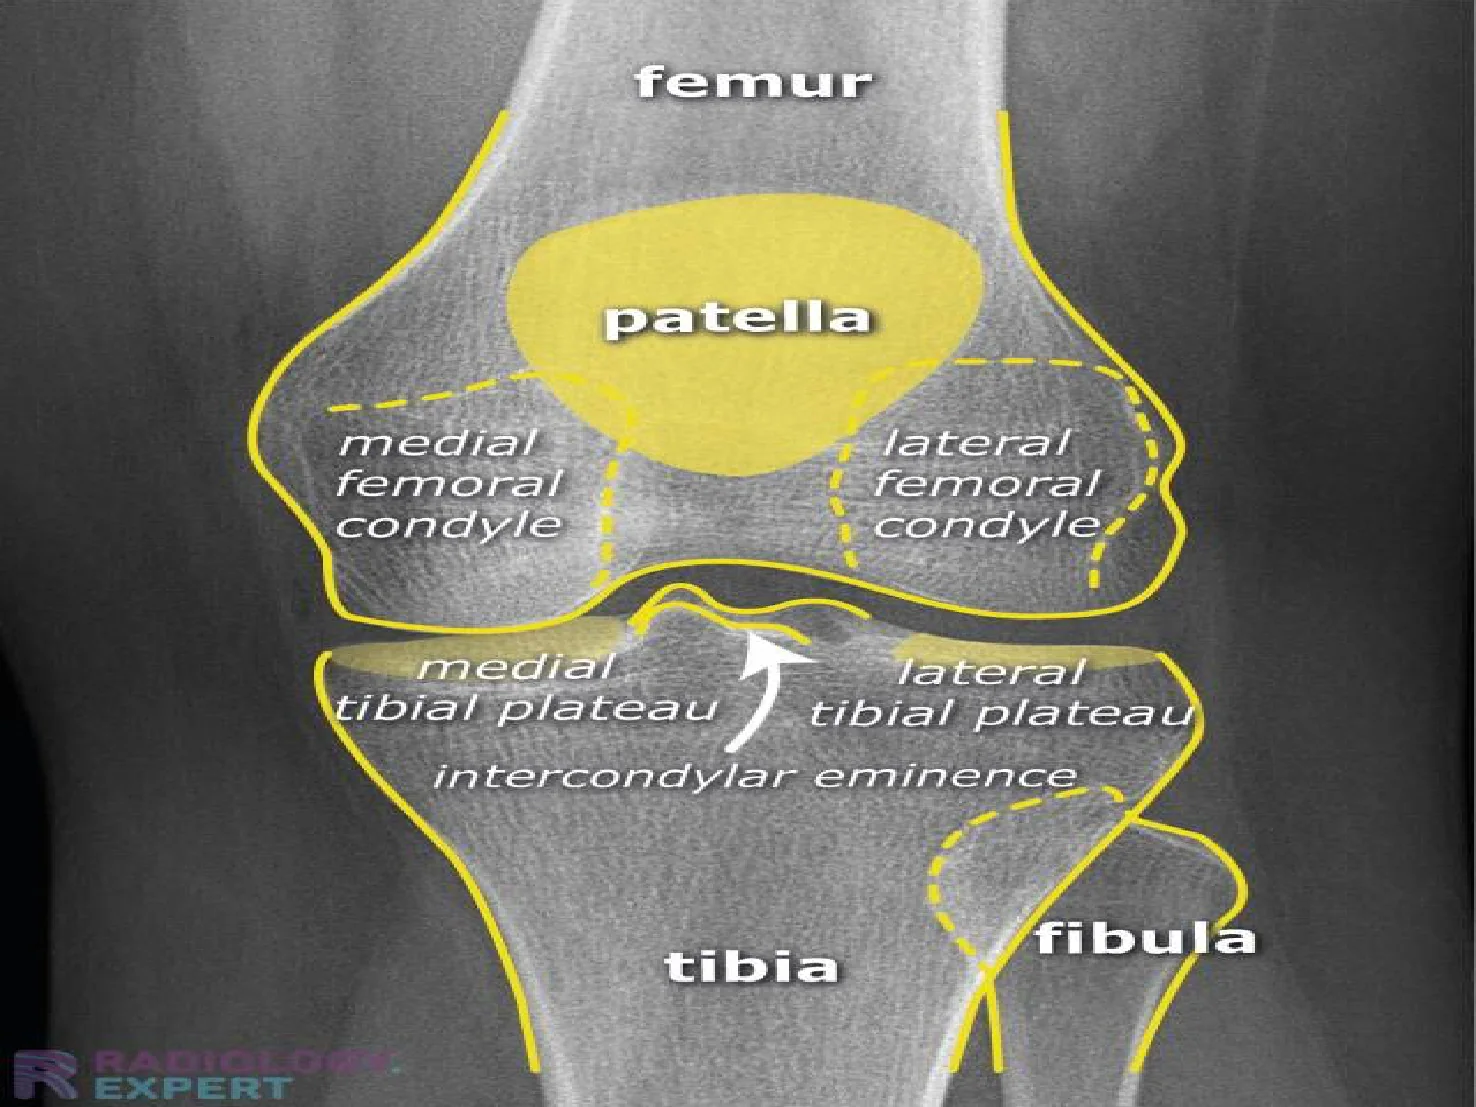 femur
patella
medial
femoral
condyle
lateral
femoral
condyle
medial
tibial plateau
lateral
tibial plateau
intercondylar eminence
fibula
tibia
RADIOLOGY.
EXPERT